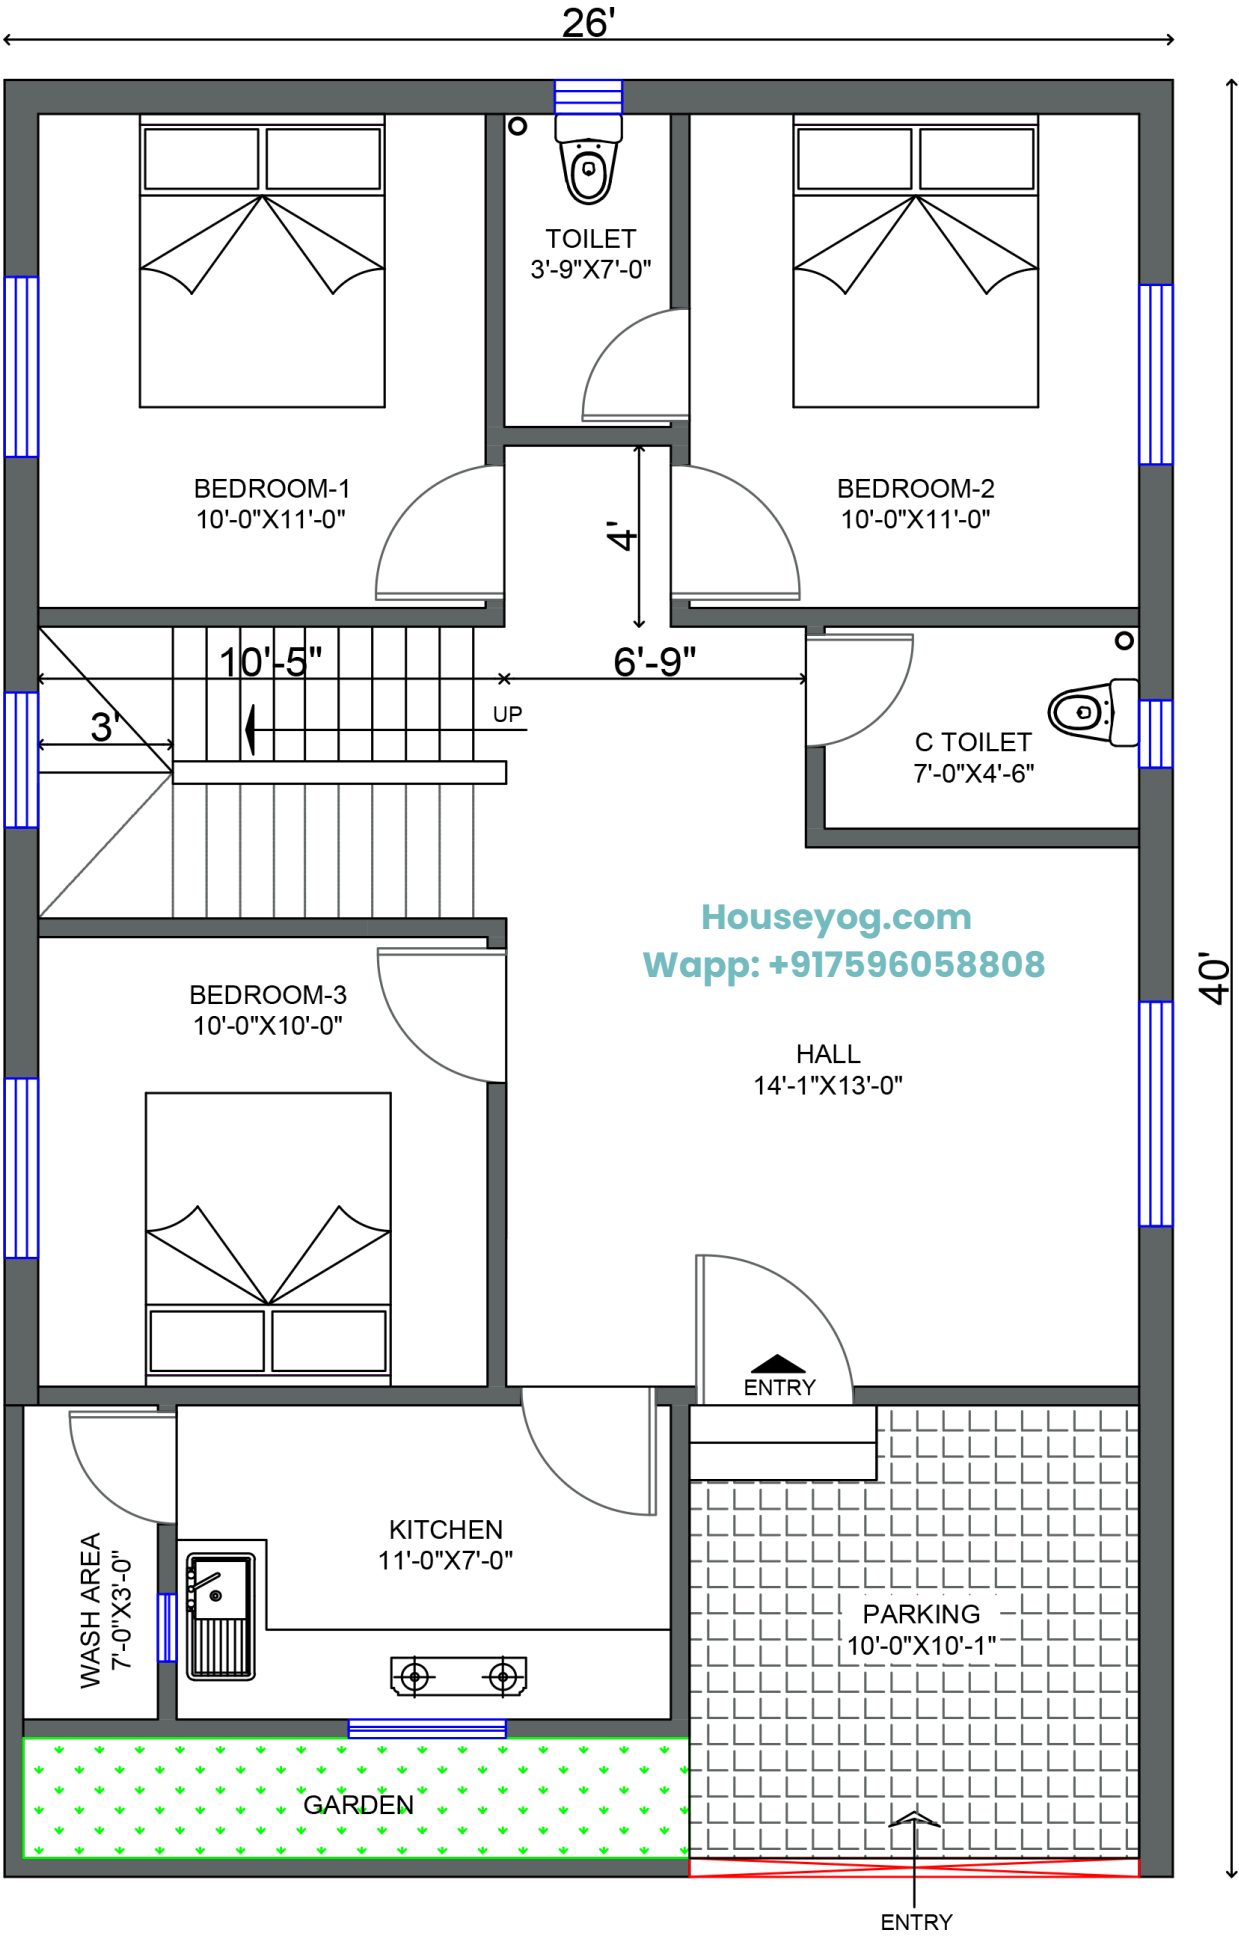 26'
TOILET
3'-9"X7'-0"
BEDROOM-1
10'-0"X11'-0"
BEDROOM-2
10'-0"X11'-0"
4'
10'-5"
6'-9"
UP
3'
C TOILET
7'-0"X4'-6"
Houseyog.com
Wapp: +917596058808
40'
BEDROOM-3
10'-0"X10'-0"
HALL
14'-1"X13'-0"
ENTRY
KITCHEN
11'-0"X7'-0"
WASH AREA
7'-0"X3'-0"
PARKING
10'-0"X10'-1"
GARDEN
ENTRY